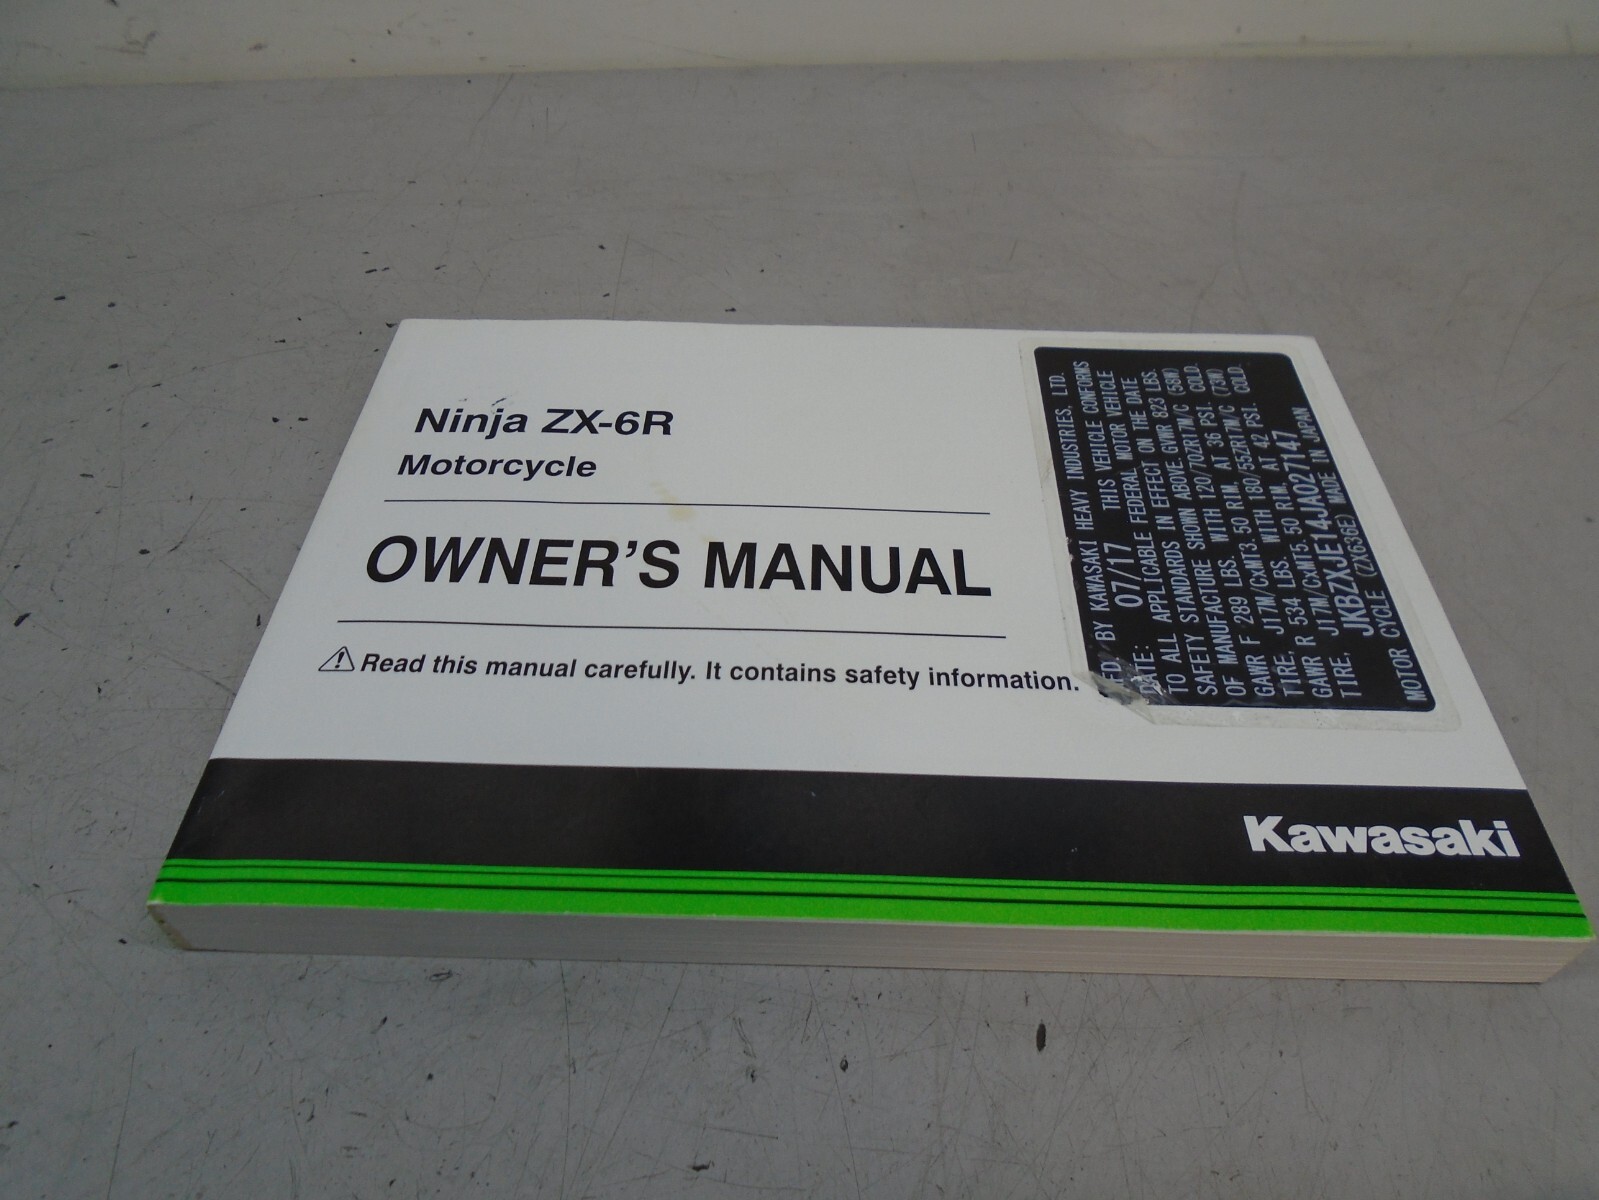 Ninja ZX-6R
Motorcycle
OWNER'S MANUAL
Read this manual carefully. It contains safety information.
BY KAWASAKI HEAVY INDUSTRIES, LTD.
DATE: 07/17 THIS VEHICLE CONFORMS
TO ALL APPLICABLE FEDERAL MOTOR VEHICLE
SAFETY STANDARDS IN EFFECT ON THE DATE
OF MANUFACTURE SHOWN ABOVE. GVWR 823 LBS.
GAWR F 289 LBS. WITH 120/70ZR17M/C (58W)
TIRE, J17M/CxMT3.50 RIM, AT 36 PSI. COLD.
GAWR R 534 LBS. WITH 180/55ZR17M/C (73W)
TIRE, J17M/CxMT5.50 RIM, AT 42 PSI. COLD.
JKBZXJE14JA027147
MOTOR CYCLE (ZX636E) MADE IN JAPAN
Kawasaki